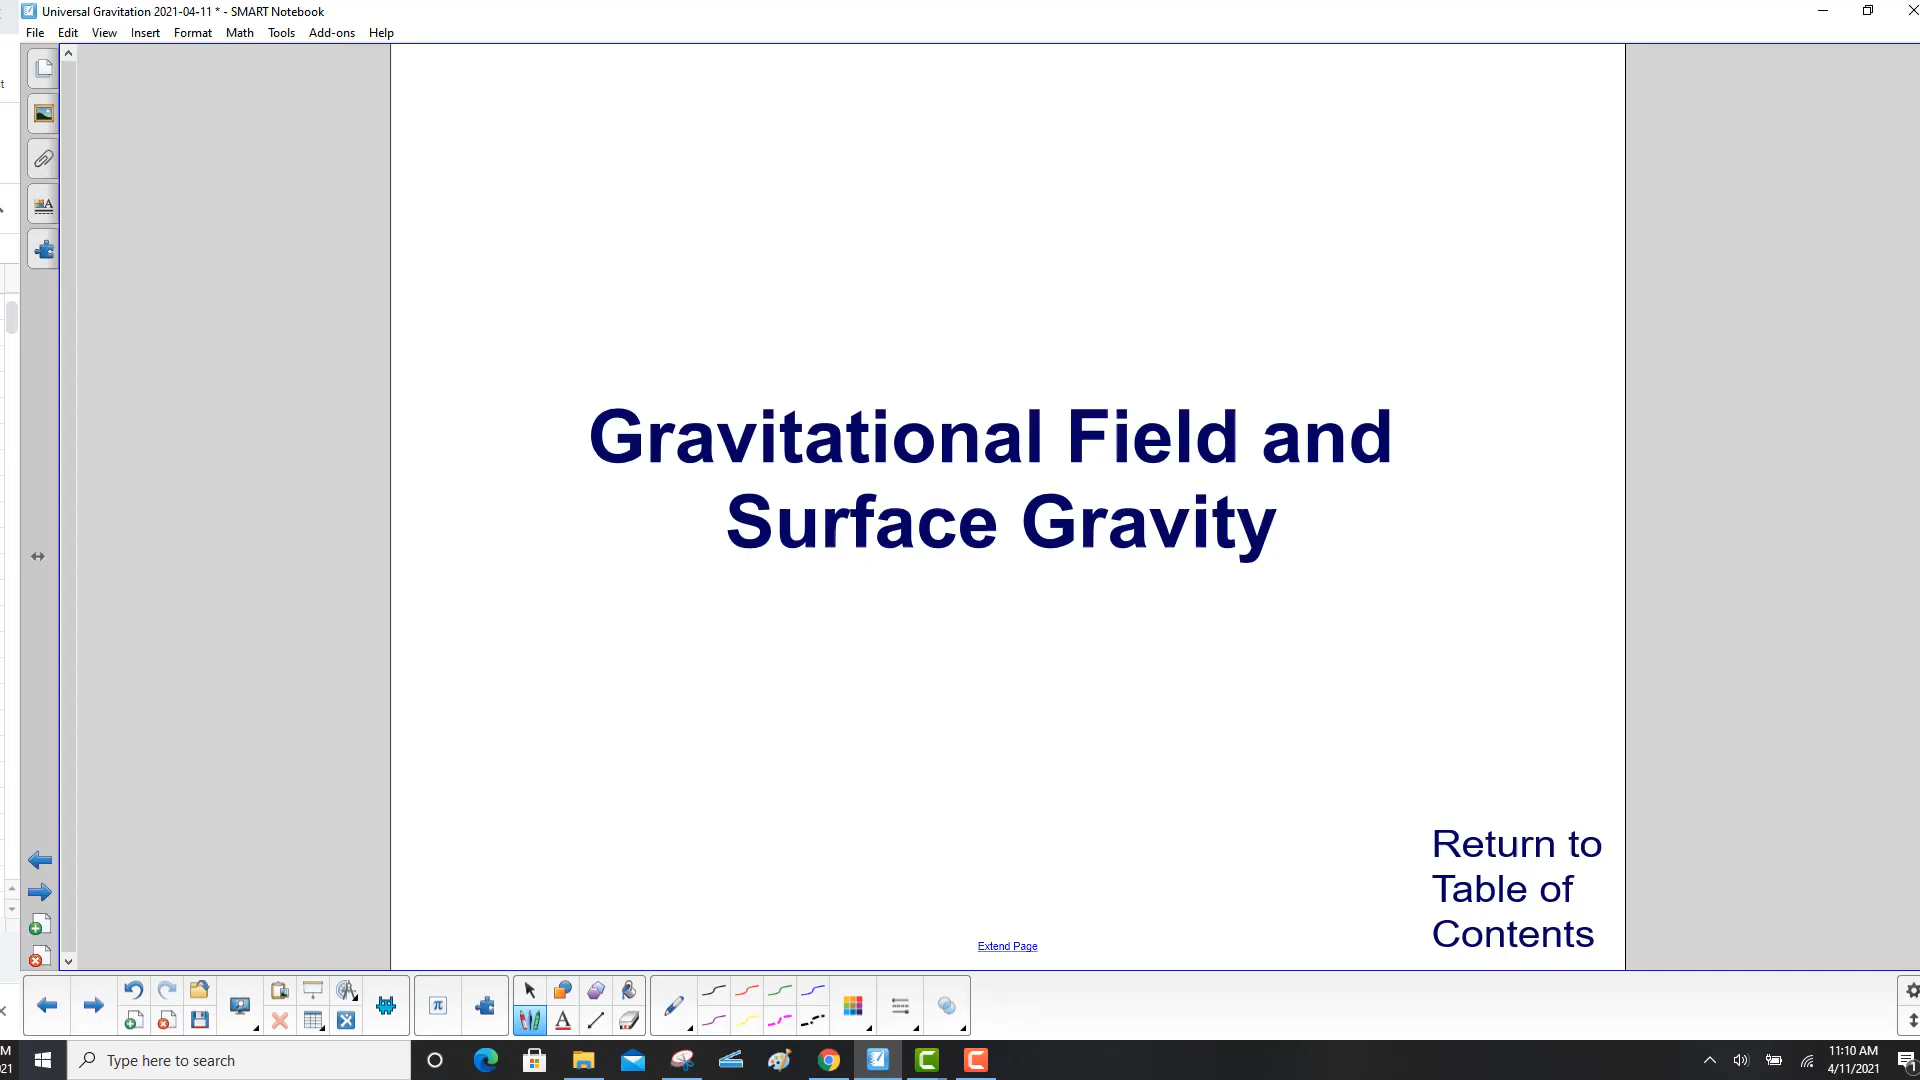 Universal Gravitation 2021-04-11 * - SMART Notebook
File Edit View Insert Format Math Tools Add-ons Help
Gravitational Field and
Surface Gravity
Return to
Table of
Contents
Extend Page
Type here to search
11:10 AM
4/11/2021